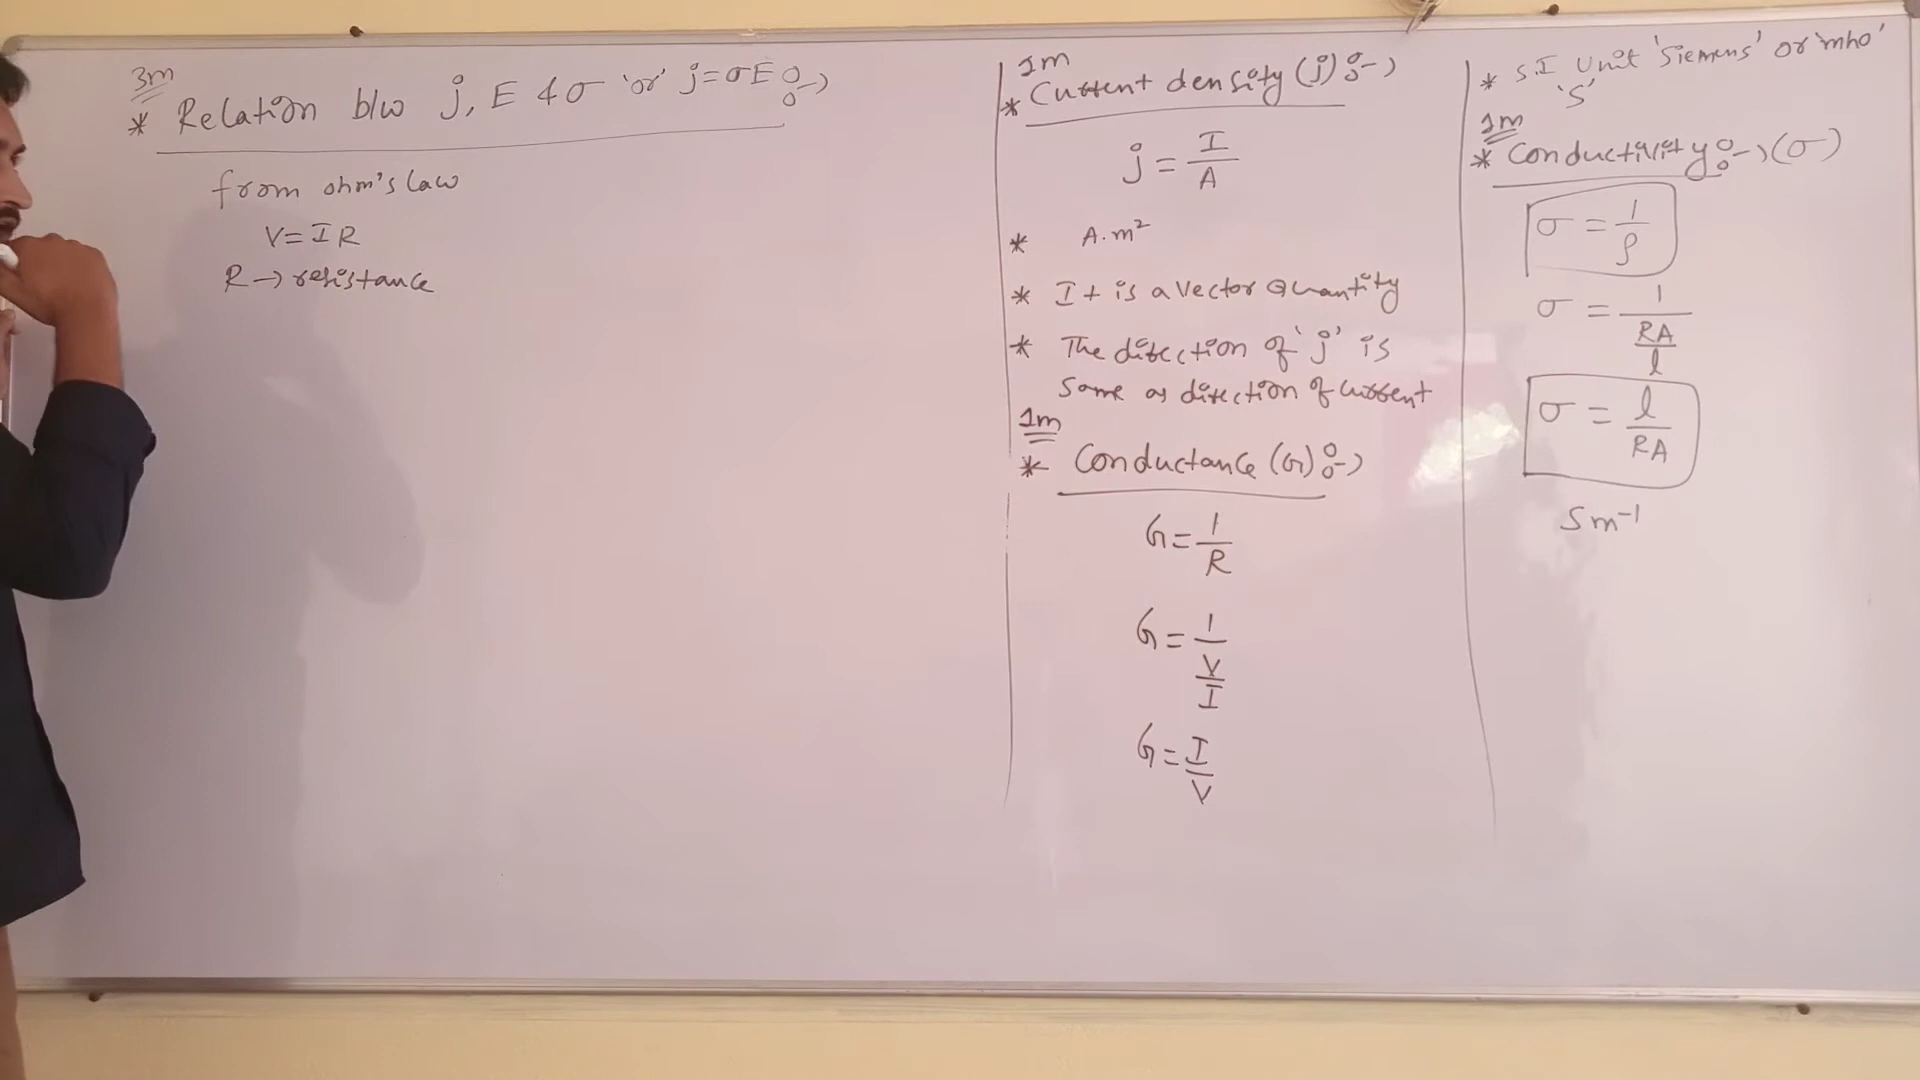 3m
* Relation b/w j, E & σ 'or' j=σE :->
from ohm's law
V=IR
R -> resistance
1m
* Current density (j) :->
j = I/A
* A.m²
* It is a Vector Quantity
* The direction of 'j' is
Same as direction of current
1m
* Conductance (G) :->
G = 1/R
G = 1/(V/I)
G = I/V
* S.I Unit 'Siemens' or 'mho'
'S'
1m
* Conductivity :-> (σ)
σ = 1/ρ
σ = 1/(RA/l)
σ = l/RA
S m⁻¹